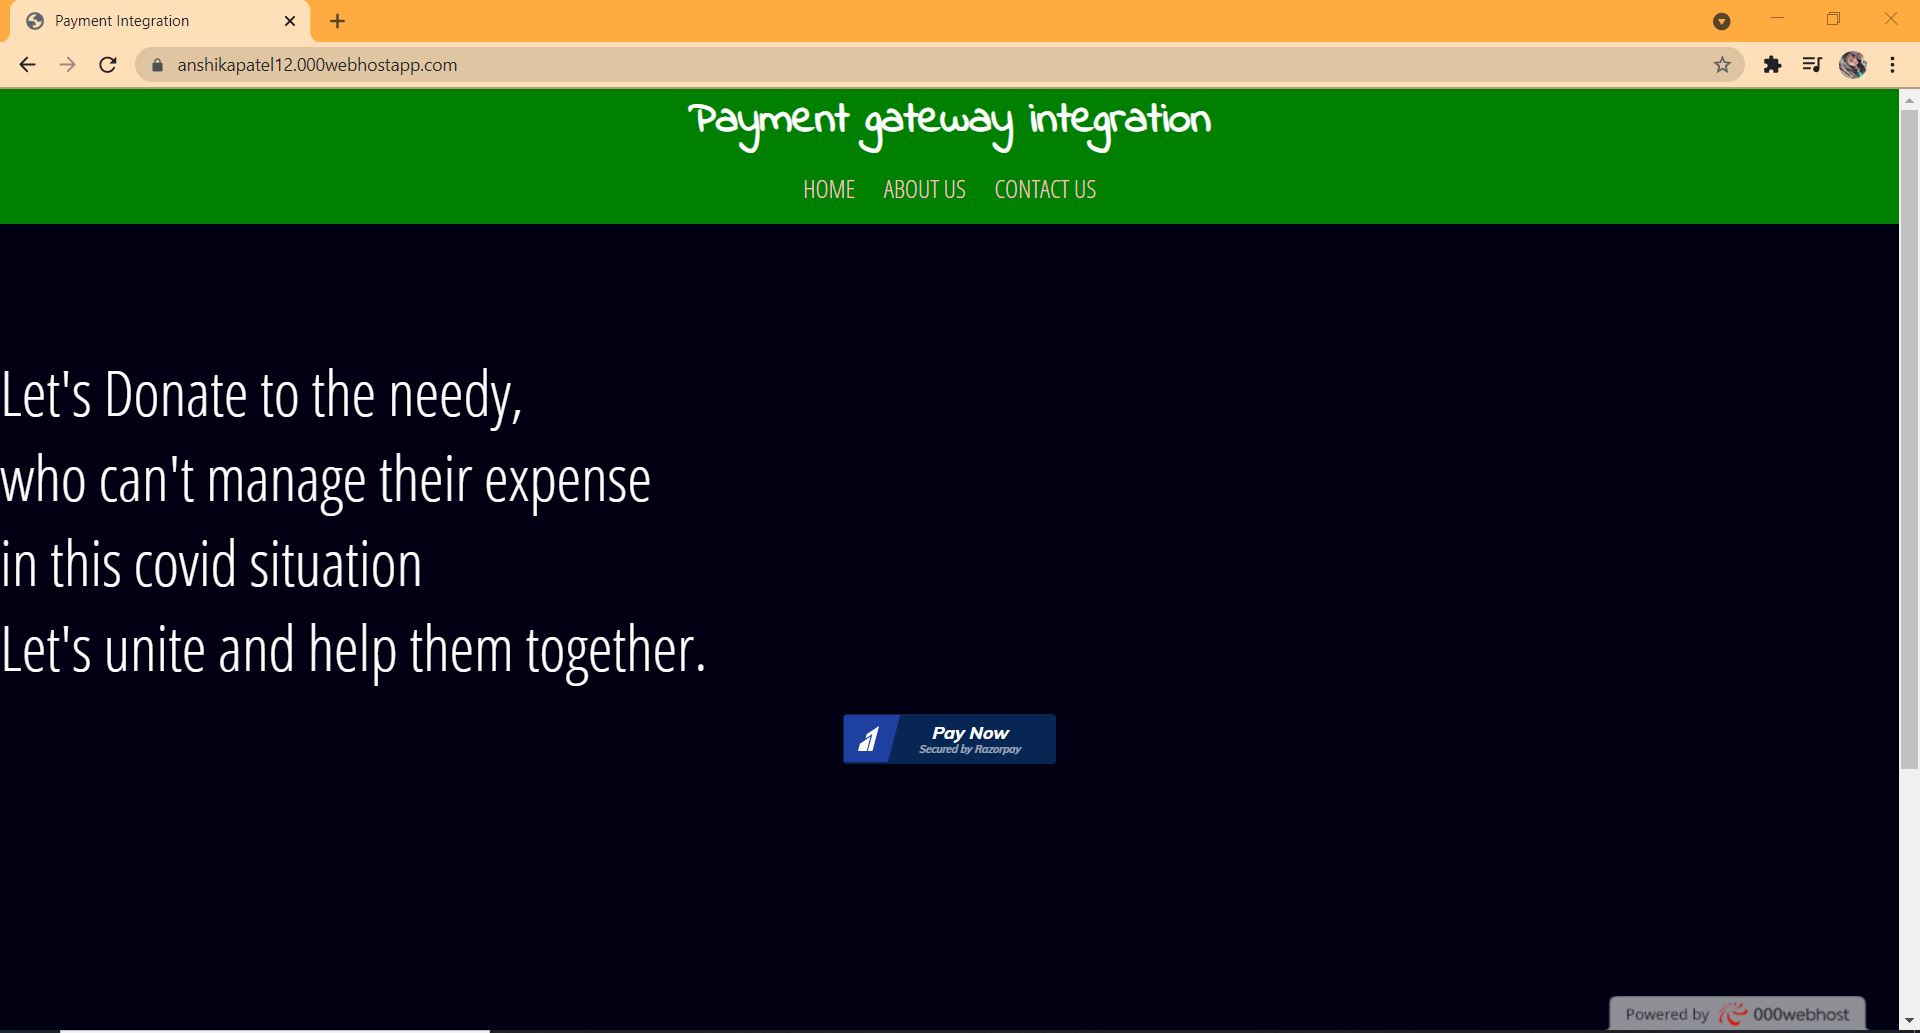 Payment Integration
anshikapatel12.000webhostapp.com
Payment gateway integration
HOME ABOUT US CONTACT US
Let's Donate to the needy,
who can't manage their expense
in this covid situation
Let's unite and help them together.
Pay Now
Secured by Razorpay
Powered by 000webhost